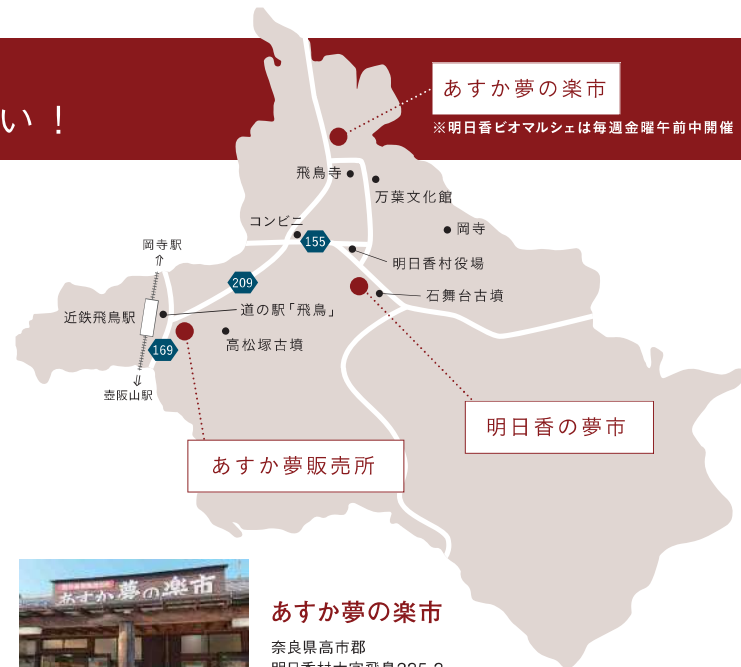 い！
あすか夢の楽市
※明日香ビオマルシェは毎週金曜午前中開催
飛鳥寺
万葉文化館
コンビニ
岡寺
155
岡寺駅
明日香村役場
209
石舞台古墳
近鉄飛鳥駅
道の駅「飛鳥」
高松塚古墳
169
壺阪山駅
明日香の夢市
あすか夢販売所
あすか夢の楽市
あすか夢の楽市
奈良県高市郡